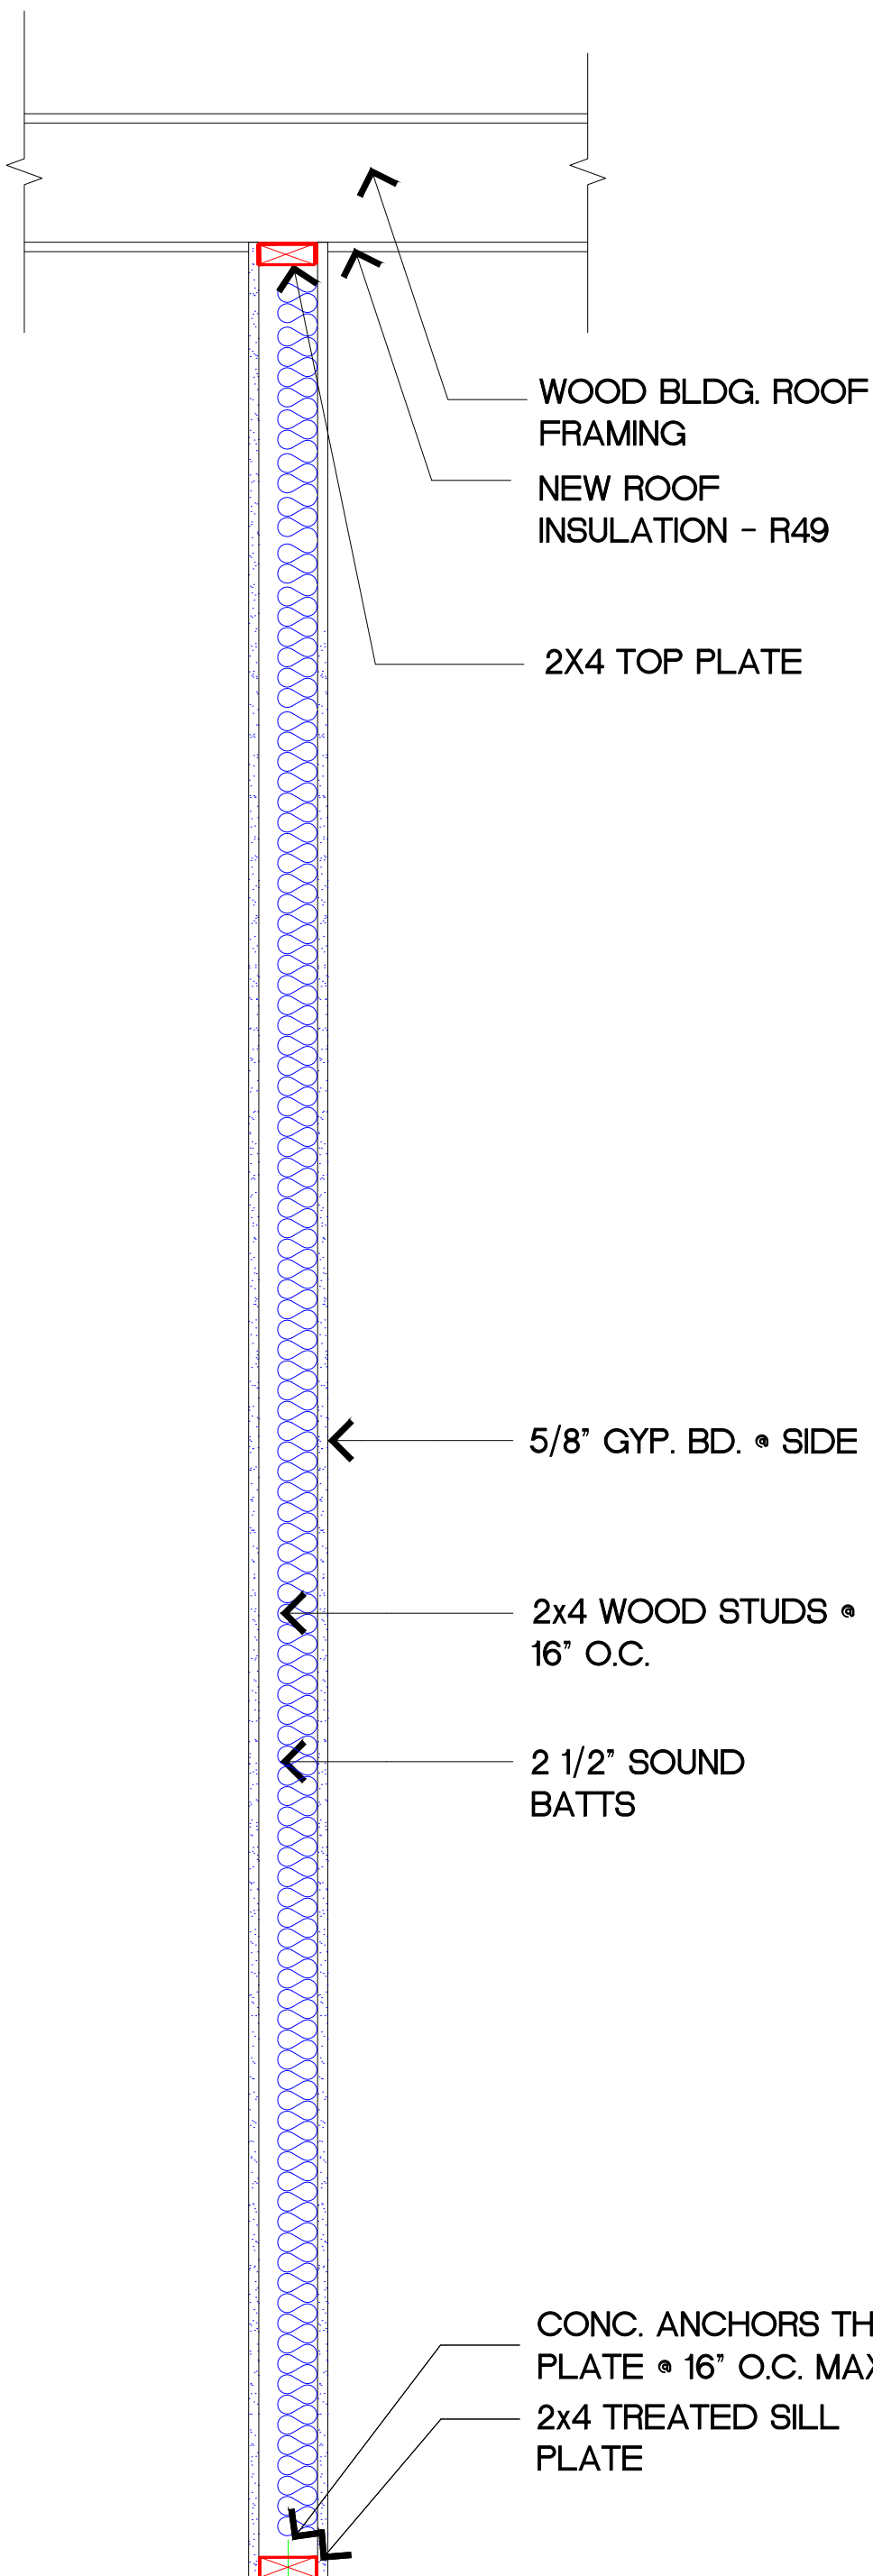 WOOD BLDG. ROOF
FRAMING
NEW ROOF
INSULATION - R49
2X4 TOP PLATE
5/8" GYP. BD. @ SIDE
2x4 WOOD STUDS @
16" O.C.
2 1/2" SOUND
BATTS
CONC. ANCHORS TH
PLATE @ 16" O.C. MAX
2x4 TREATED SILL
PLATE